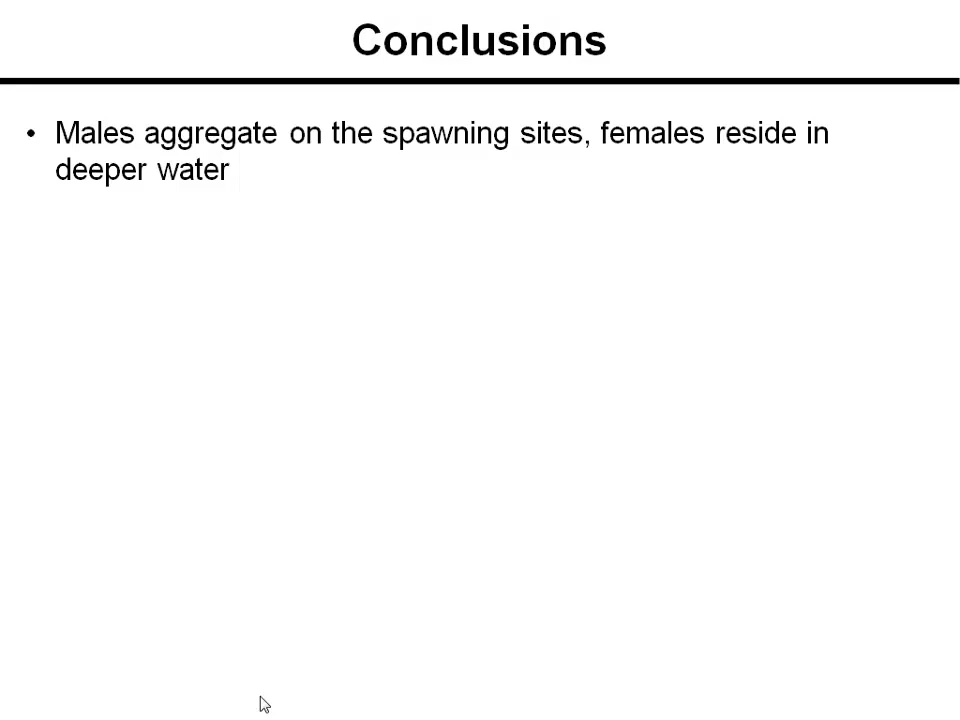 Conclusions
• Males aggregate on the spawning sites, females reside in
deeper water